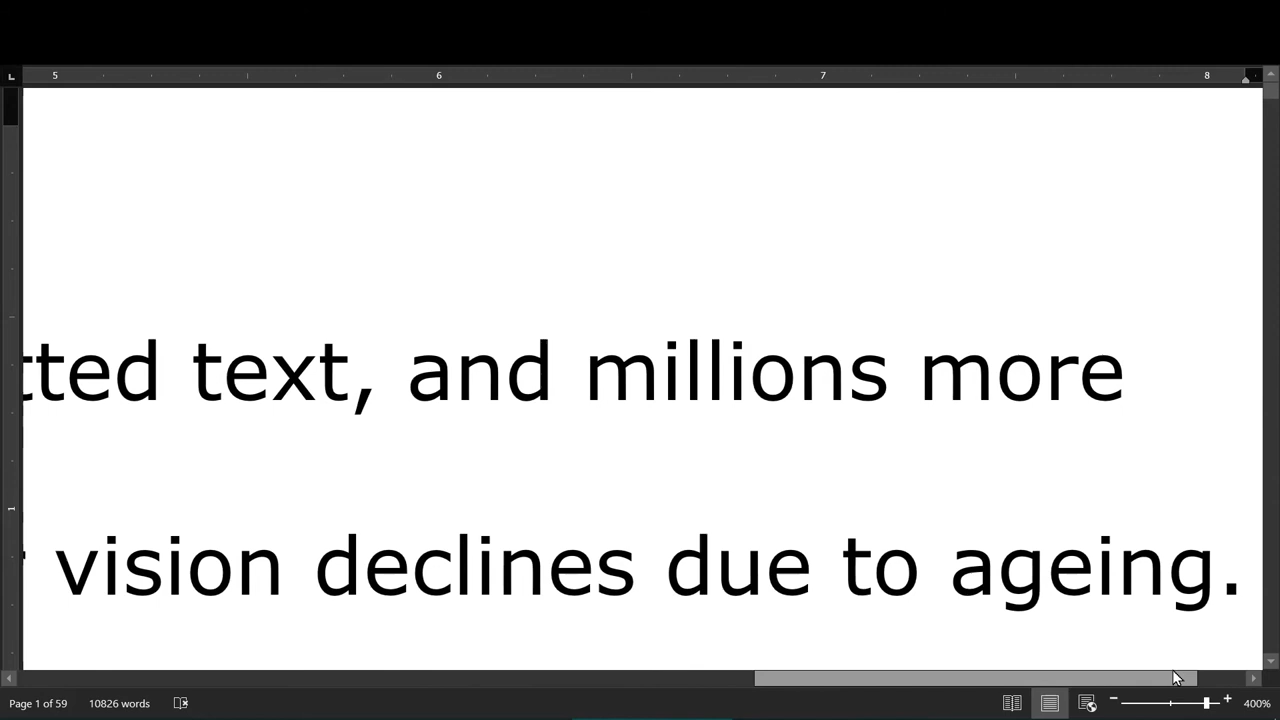 5 6 7 8
tted text, and millions more
1
vision declines due to ageing.
Page 1 of 59 10826 words 400%